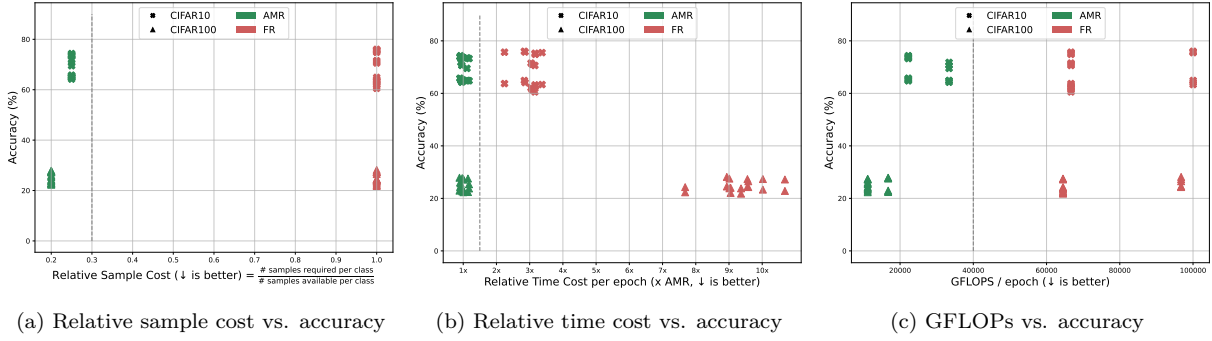 CIFAR10 AMR
CIFAR100 FR
Accuracy (%)
80
60
40
20
0
0.2 0.3 0.4 0.5 0.6 0.7 0.8 0.9 1.0
Relative Sample Cost (↓ is better) = # samples required per class / # samples available per class
(a) Relative sample cost vs. accuracy
CIFAR10 AMR
CIFAR100 FR
Accuracy (%)
80
60
40
20
0
1x 2x 3x 4x 5x 6x 7x 8x 9x 10x
Relative Time Cost per epoch (x AMR, ↓ is better)
(b) Relative time cost vs. accuracy
CIFAR10 AMR
CIFAR100 FR
Accuracy (%)
80
60
40
20
0
20000 40000 60000 80000 100000
GFLOPS / epoch (↓ is better)
(c) GFLOPs vs. accuracy